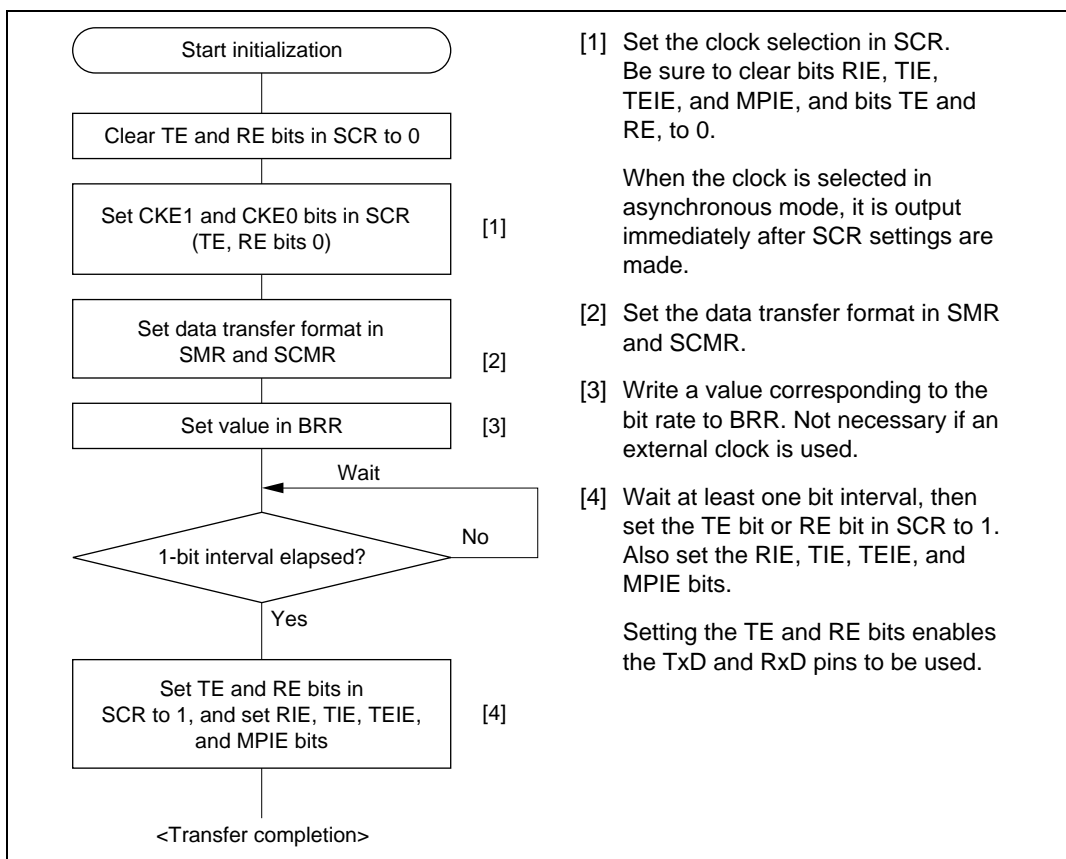 Start initialization
Clear TE and RE bits in SCR to 0
Set CKE1 and CKE0 bits in SCR
(TE, RE bits 0)
[1]
Set data transfer format in
SMR and SCMR
[2]
Set value in BRR
[3]
Wait
1-bit interval elapsed?
No
Yes
Set TE and RE bits in
SCR to 1, and set RIE, TIE, TEIE,
and MPIE bits
[4]
<Transfer completion>
[1] Set the clock selection in SCR.
Be sure to clear bits RIE, TIE,
TEIE, and MPIE, and bits TE and
RE, to 0.
When the clock is selected in
asynchronous mode, it is output
immediately after SCR settings are
made.
[2] Set the data transfer format in SMR
and SCMR.
[3] Write a value corresponding to the
bit rate to BRR. Not necessary if an
external clock is used.
[4] Wait at least one bit interval, then
set the TE bit or RE bit in SCR to 1.
Also set the RIE, TIE, TEIE, and
MPIE bits.
Setting the TE and RE bits enables
the TxD and RxD pins to be used.